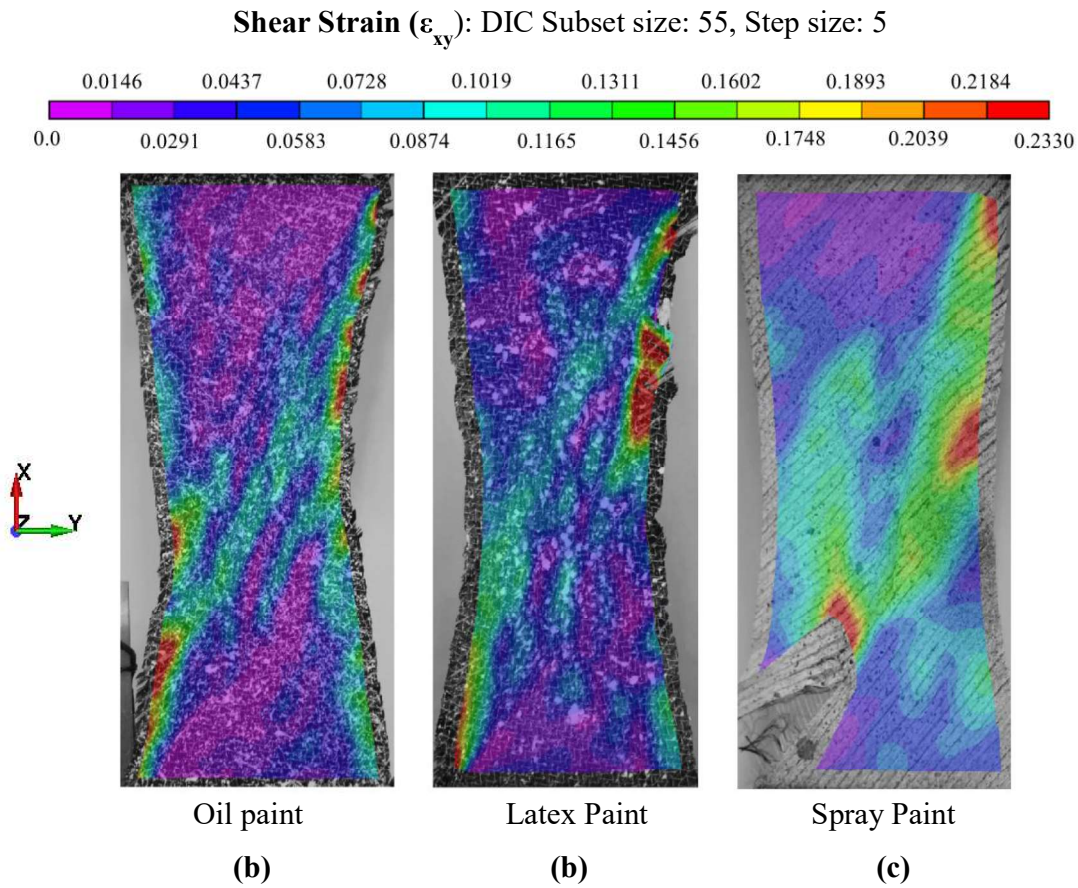 Shear Strain (εxy): DIC Subset size: 55, Step size: 5
0.0146 0.0437 0.0728 0.1019 0.1311 0.1602 0.1893 0.2184
0.0 0.0291 0.0583 0.0874 0.1165 0.1456 0.1748 0.2039 0.2330
X
Z Y
Oil paint Latex Paint Spray Paint
(b) (b) (c)